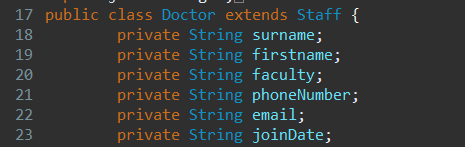 17 public class Doctor extends Staff {
18 private String surname;
19 private String firstname;
20 private String faculty;
21 private String phoneNumber;
22 private String email;
23 private String joinDate;